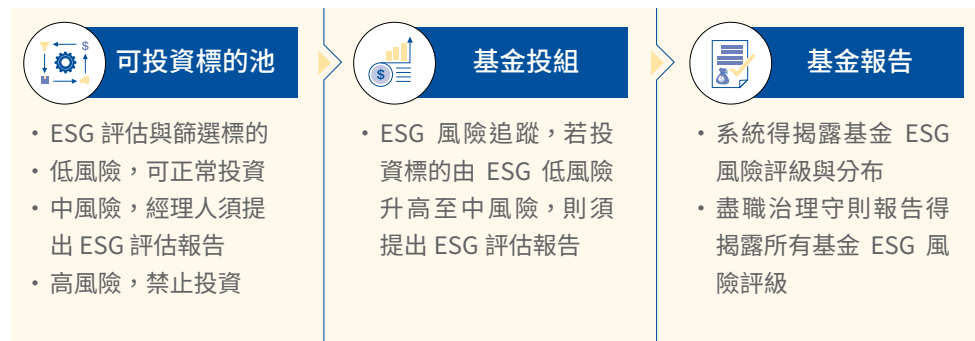 可投資標的池
・ESG 評估與篩選標的
・低風險，可正常投資
・中風險，經理人須提
出 ESG 評估報告
・高風險，禁止投資
基金投組
・ESG 風險追蹤，若投
資標的由 ESG 低風險
升高至中風險，則須
提出 ESG 評估報告
基金報告
・系統得揭露基金 ESG
風險評級與分布
・盡職治理守則報告得
揭露所有基金 ESG 風
險評級